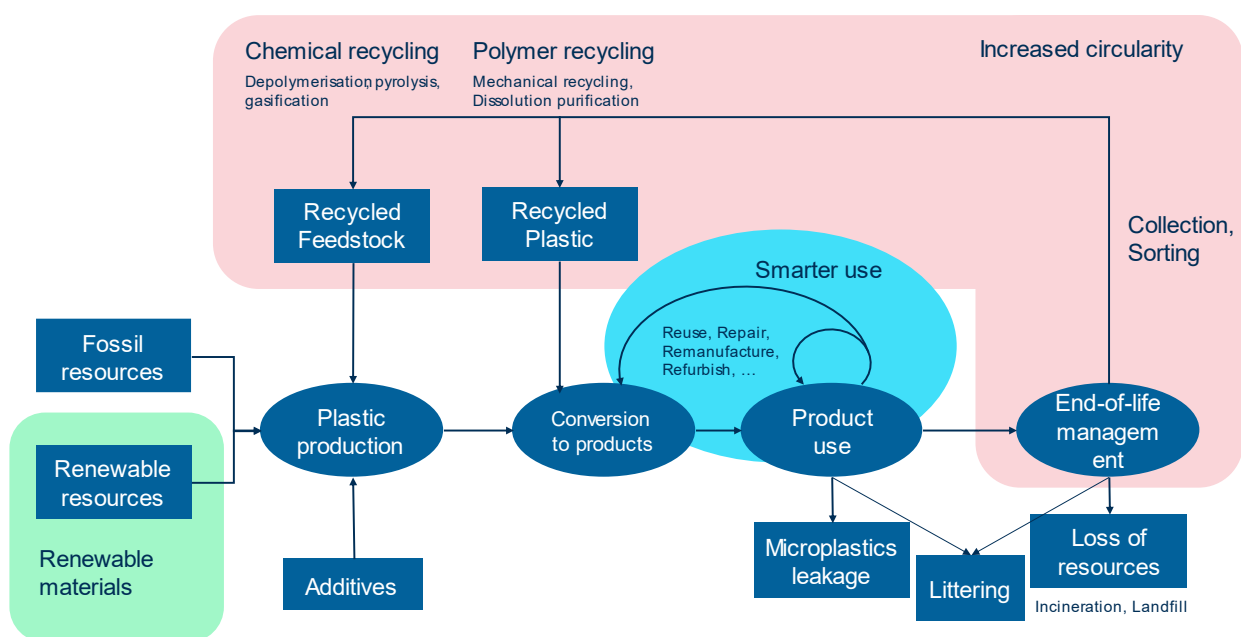 Chemical recycling
Depolymerisation, pyrolysis,
gasification
Polymer recycling
Mechanical recycling,
Dissolution purification
Increased circularity
Recycled
Feedstock
Recycled
Plastic
Collection,
Sorting
Smarter use
Reuse, Repair,
Remanufacture,
Refurbish, ...
Fossil
resources
Plastic
production
Conversion
to products
Product
use
End-of-life
managem
ent
Renewable
resources
Renewable
materials
Additives
Microplastics
leakage
Littering
Loss of
resources
Incineration, Landfill